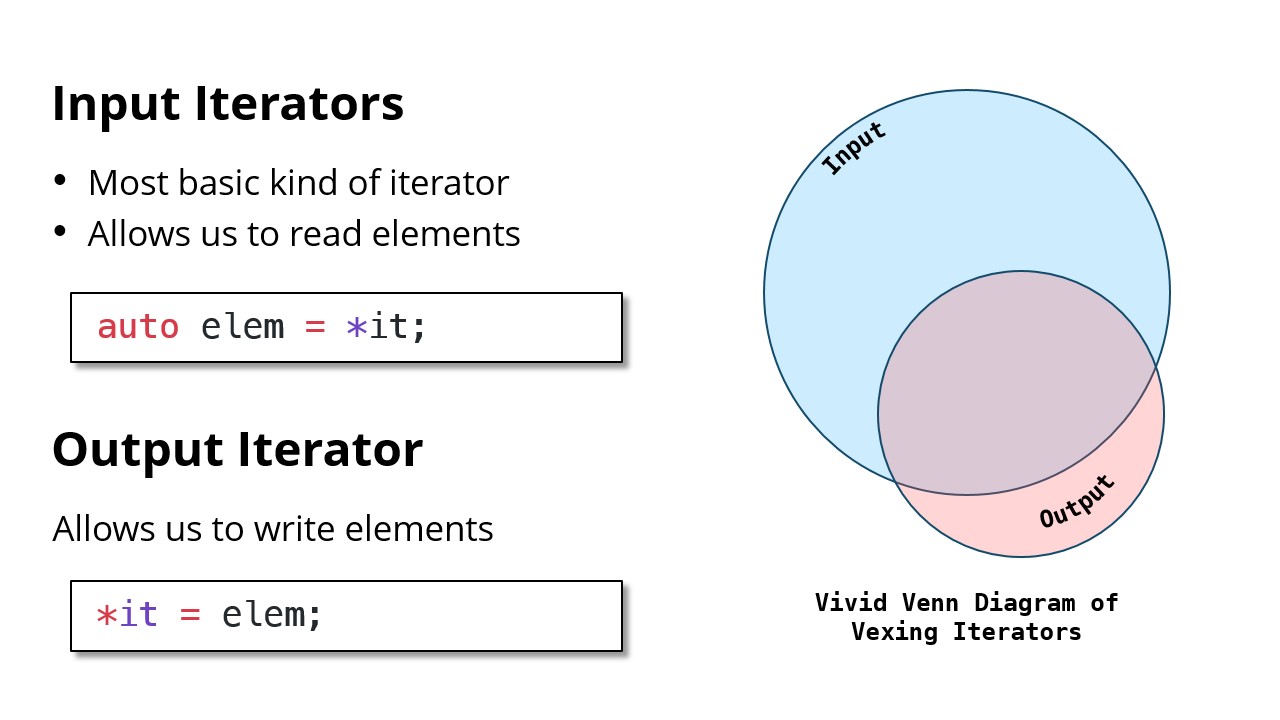 Input Iterators
• Most basic kind of iterator
• Allows us to read elements
auto elem = *it;
Output Iterator
Allows us to write elements
*it = elem;
Input
Output
Vivid Venn Diagram of
Vexing Iterators